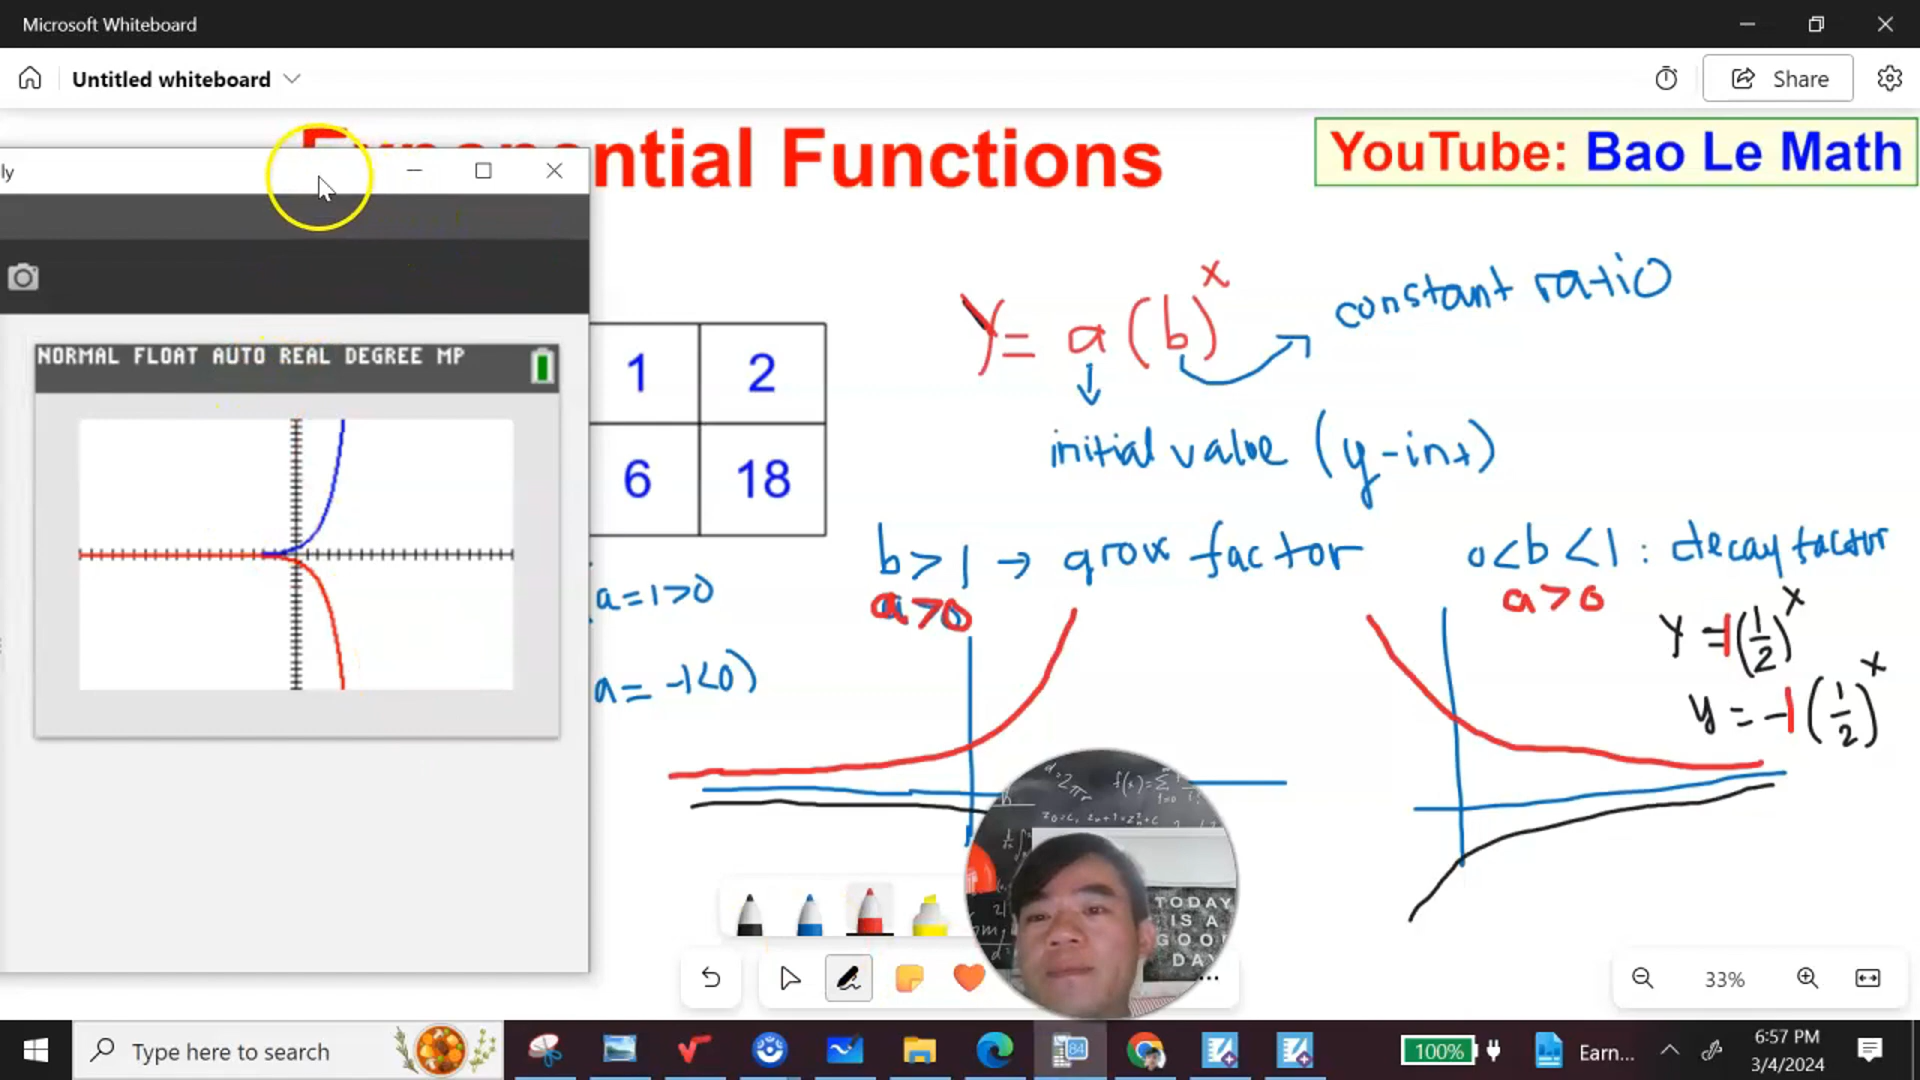 Microsoft Whiteboard
Untitled whiteboard
Share
ntial Functions
YouTube: Bao Le Math
ly
NORMAL FLOAT AUTO REAL DEGREE MP
1 2
6 18
y = a (b)^x
constant ratio
initial value (y-int)
b > 1 → grow factor
a > 0
0 < b < 1 : decay factor
a > 0
y = 1(1/2)^x
y = -1(1/2)^x
a = 1 > 0
a = -1 < 0)
TODAY
IS A
GOOD
DAY
33%
Type here to search
100%
Earn...
6:57 PM
3/4/2024